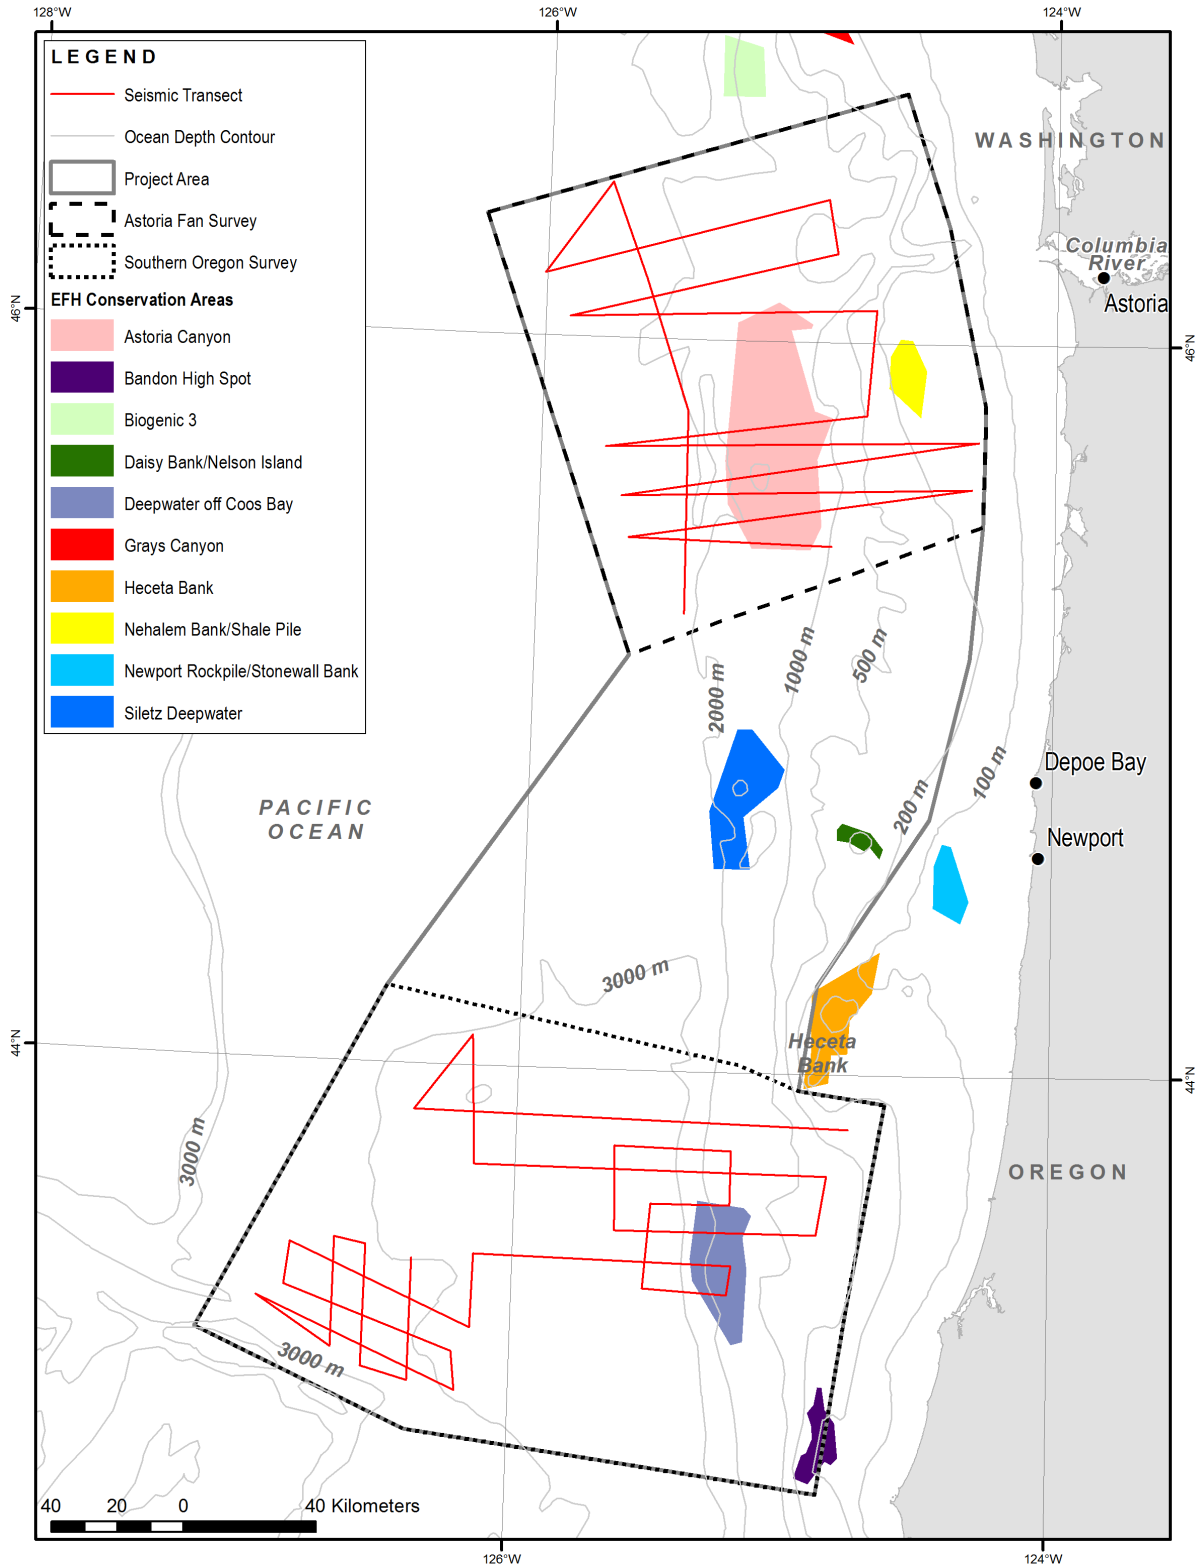 128°W
126°W
124°W
LEGEND
Seismic Transect
Ocean Depth Contour
Project Area
Astoria Fan Survey
Southern Oregon Survey
EFH Conservation Areas
Astoria Canyon
Bandon High Spot
Biogenic 3
Daisy Bank/Nelson Island
Deepwater off Coos Bay
Grays Canyon
Heceta Bank
Nehalem Bank/Shale Pile
Newport Rockpile/Stonewall Bank
Siletz Deepwater
WASHINGTON
Columbia
River
Astoria
46°N
46°N
2000 m
1000 m
500 m
200 m
100 m
Depoe Bay
Newport
PACIFIC
OCEAN
3000 m
Heceta
Bank
44°N
44°N
3000 m
OREGON
3000 m
40 20 0 40 Kilometers
126°W
124°W